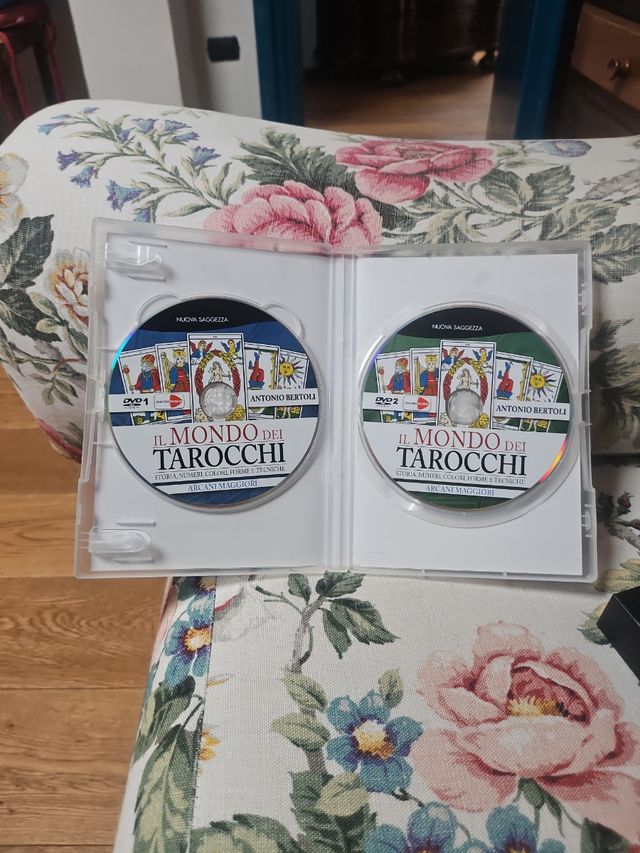 NUOVA SAGGEZZA
DVD 1
ANTONIO BERTOLI
IL MONDO DEI
TAROCCHI
STORIA, NUMERI, COLORI, FORME E TECNICHE
ARCANI MAGGIORI
NUOVA SAGGEZZA
DVD 2
ANTONIO BERTOLI
IL MONDO DEI
TAROCCHI
STORIA, NUMERI, COLORI, FORME E TECNICHE
ARCANI MAGGIORI